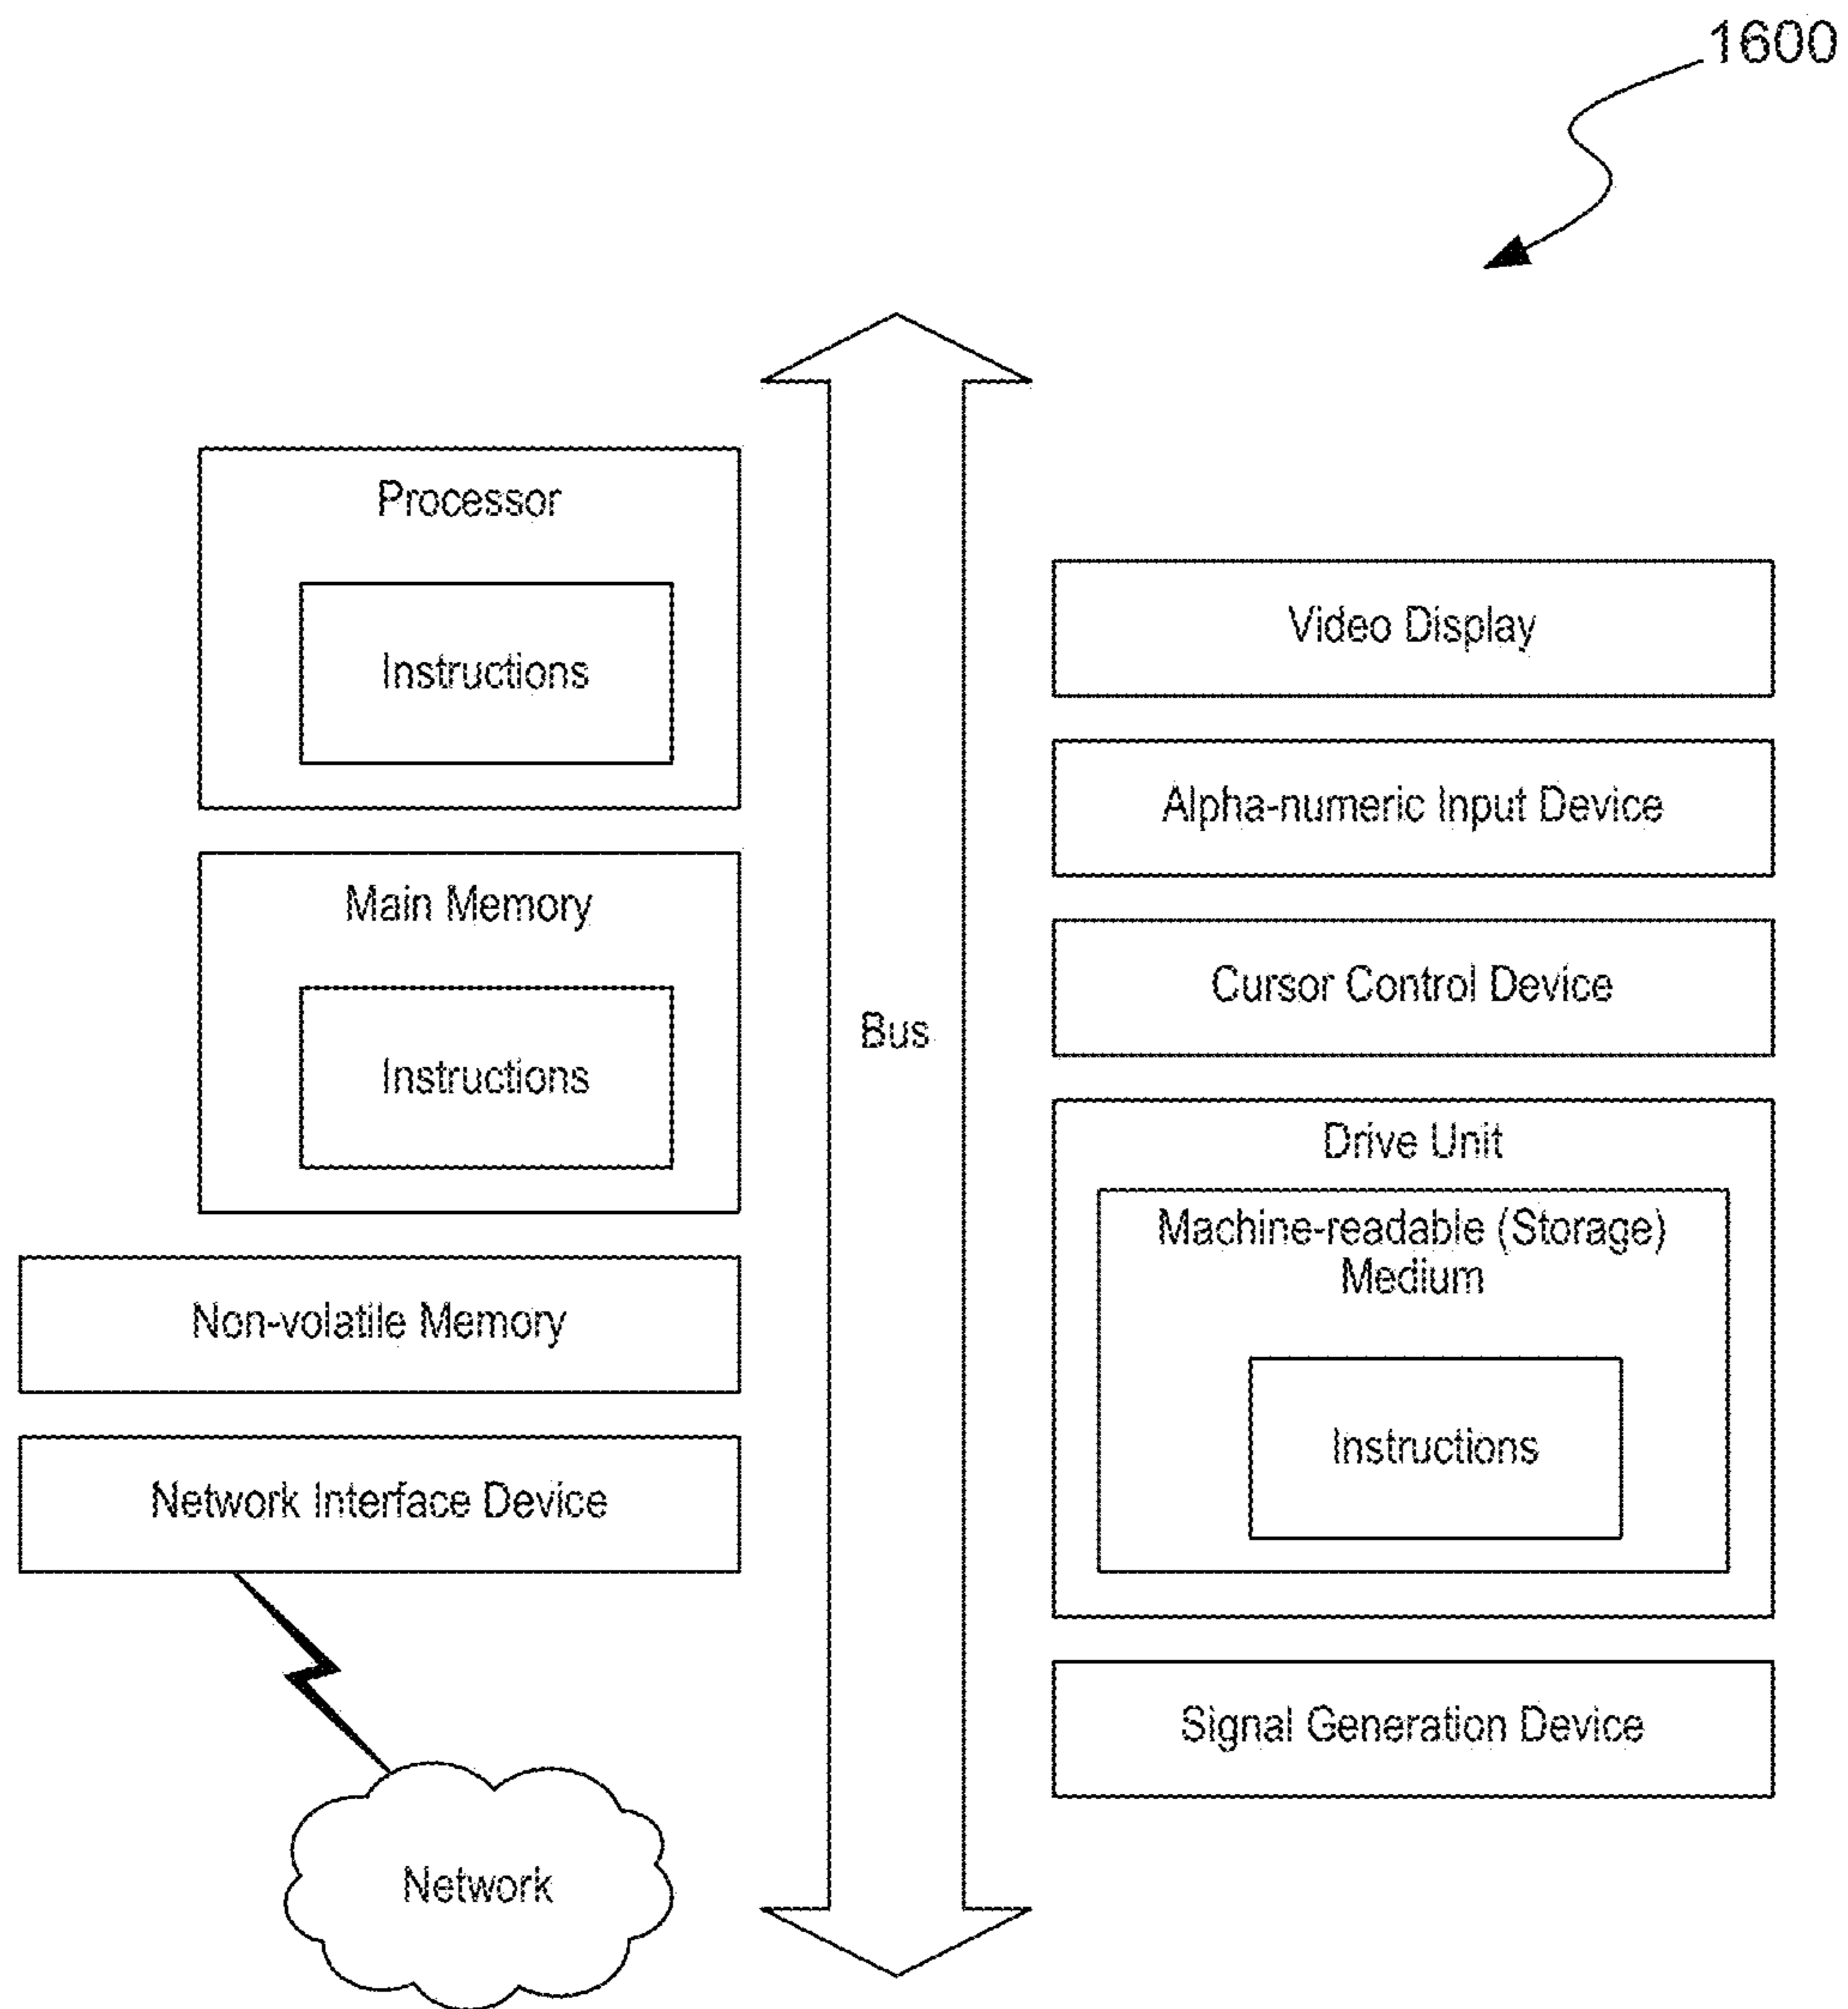 1600
Processor
Instructions
Main Memory
Instructions
Non-volatile Memory
Network Interface Device
Network
Bus
Video Display
Alpha-numeric Input Device
Cursor Control Device
Drive Unit
Machine-readable (Storage)
Medium
Instructions
Signal Generation Device